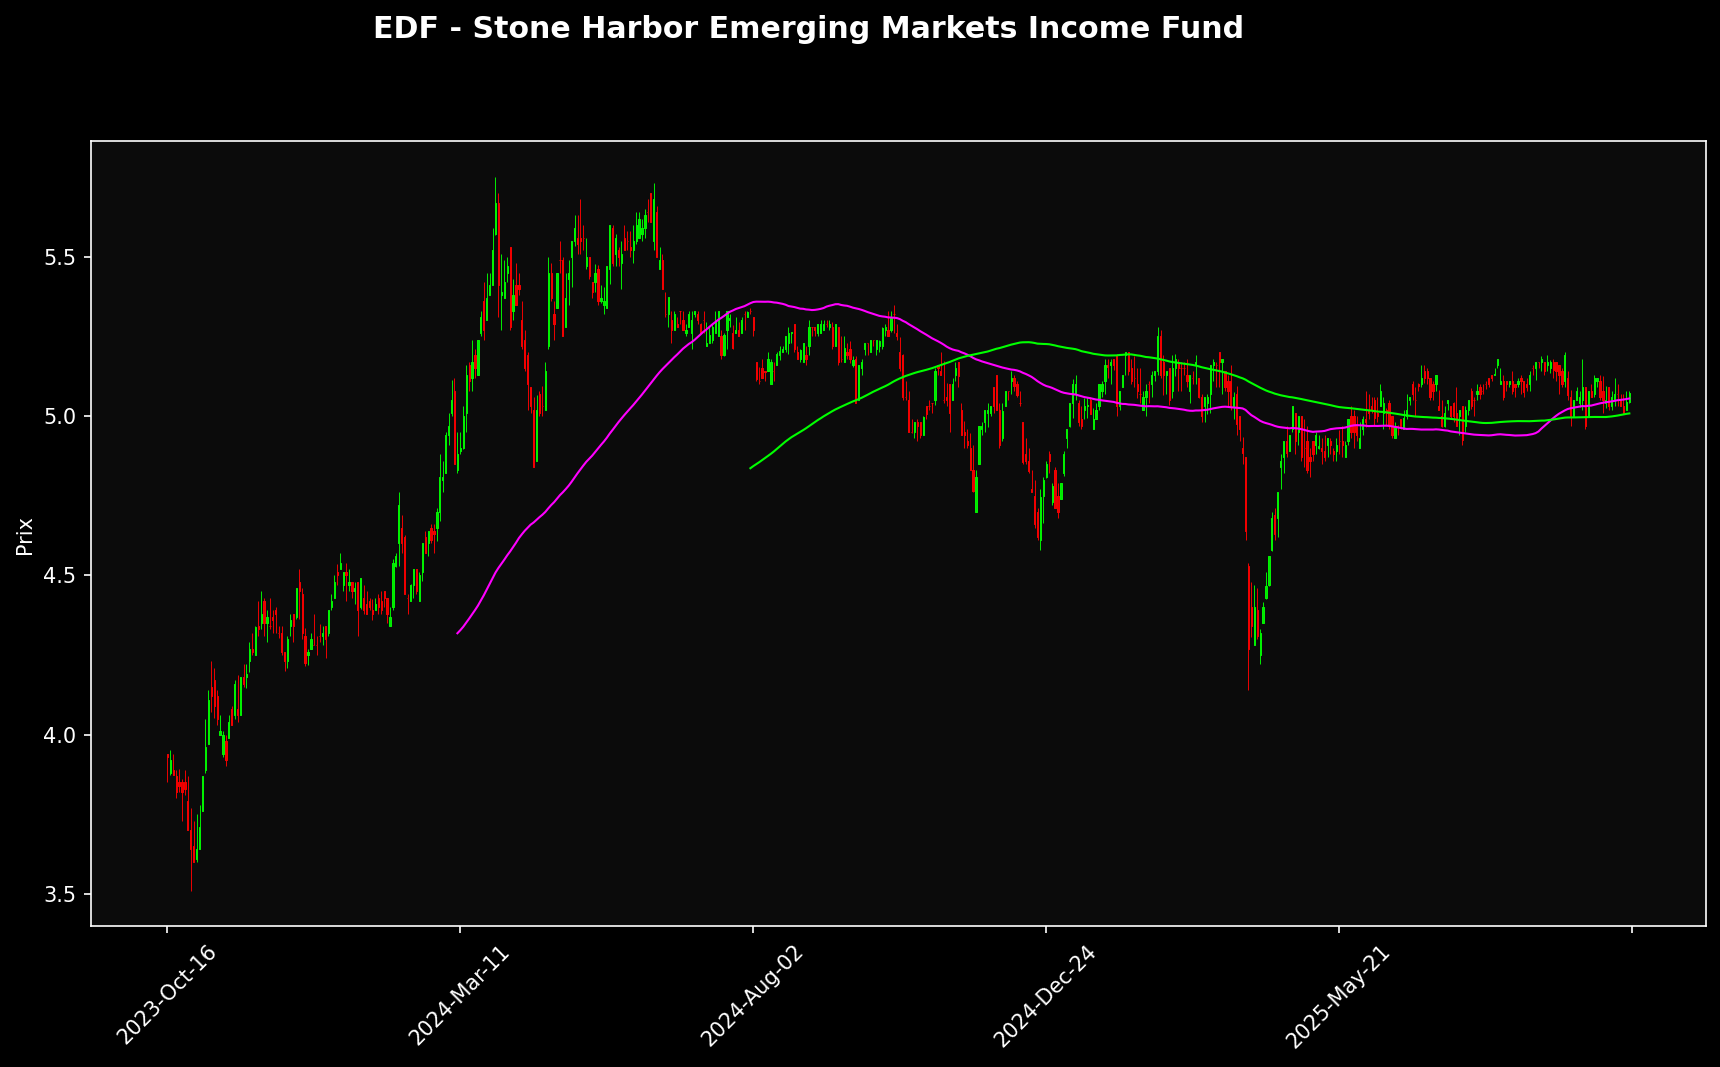 EDF - Stone Harbor Emerging Markets Income Fund
Prix
5.5
5.0
4.5
4.0
3.5
2023-Oct-16
2024-Mar-11
2024-Aug-02
2024-Dec-24
2025-May-21